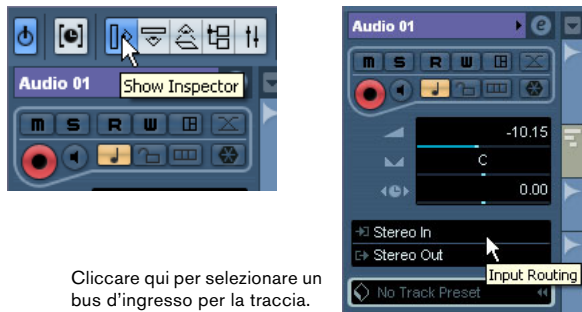 Audio 01
Show Inspector
m S R W
Audio 01 e
m S R W
-10.15
C
0.00
Stereo In
Stereo Out
Input Routing
No Track Preset
Cliccare qui per selezionare un
bus d'ingresso per la traccia.